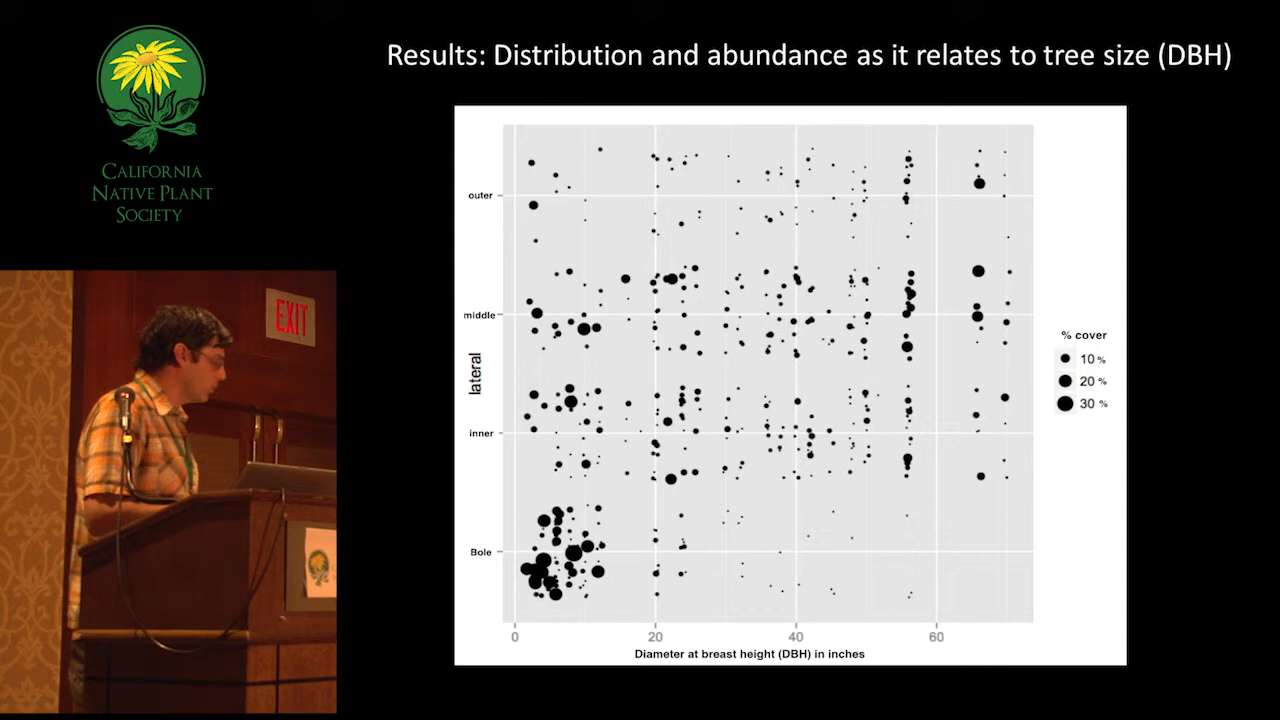 Results: Distribution and abundance as it relates to tree size (DBH)
CALIFORNIA
NATIVE PLANT
SOCIETY
EXIT
outer
middle
inner
Bole
lateral
0
20
40
60
Diameter at breast height (DBH) in inches
% cover
10 %
20 %
30 %